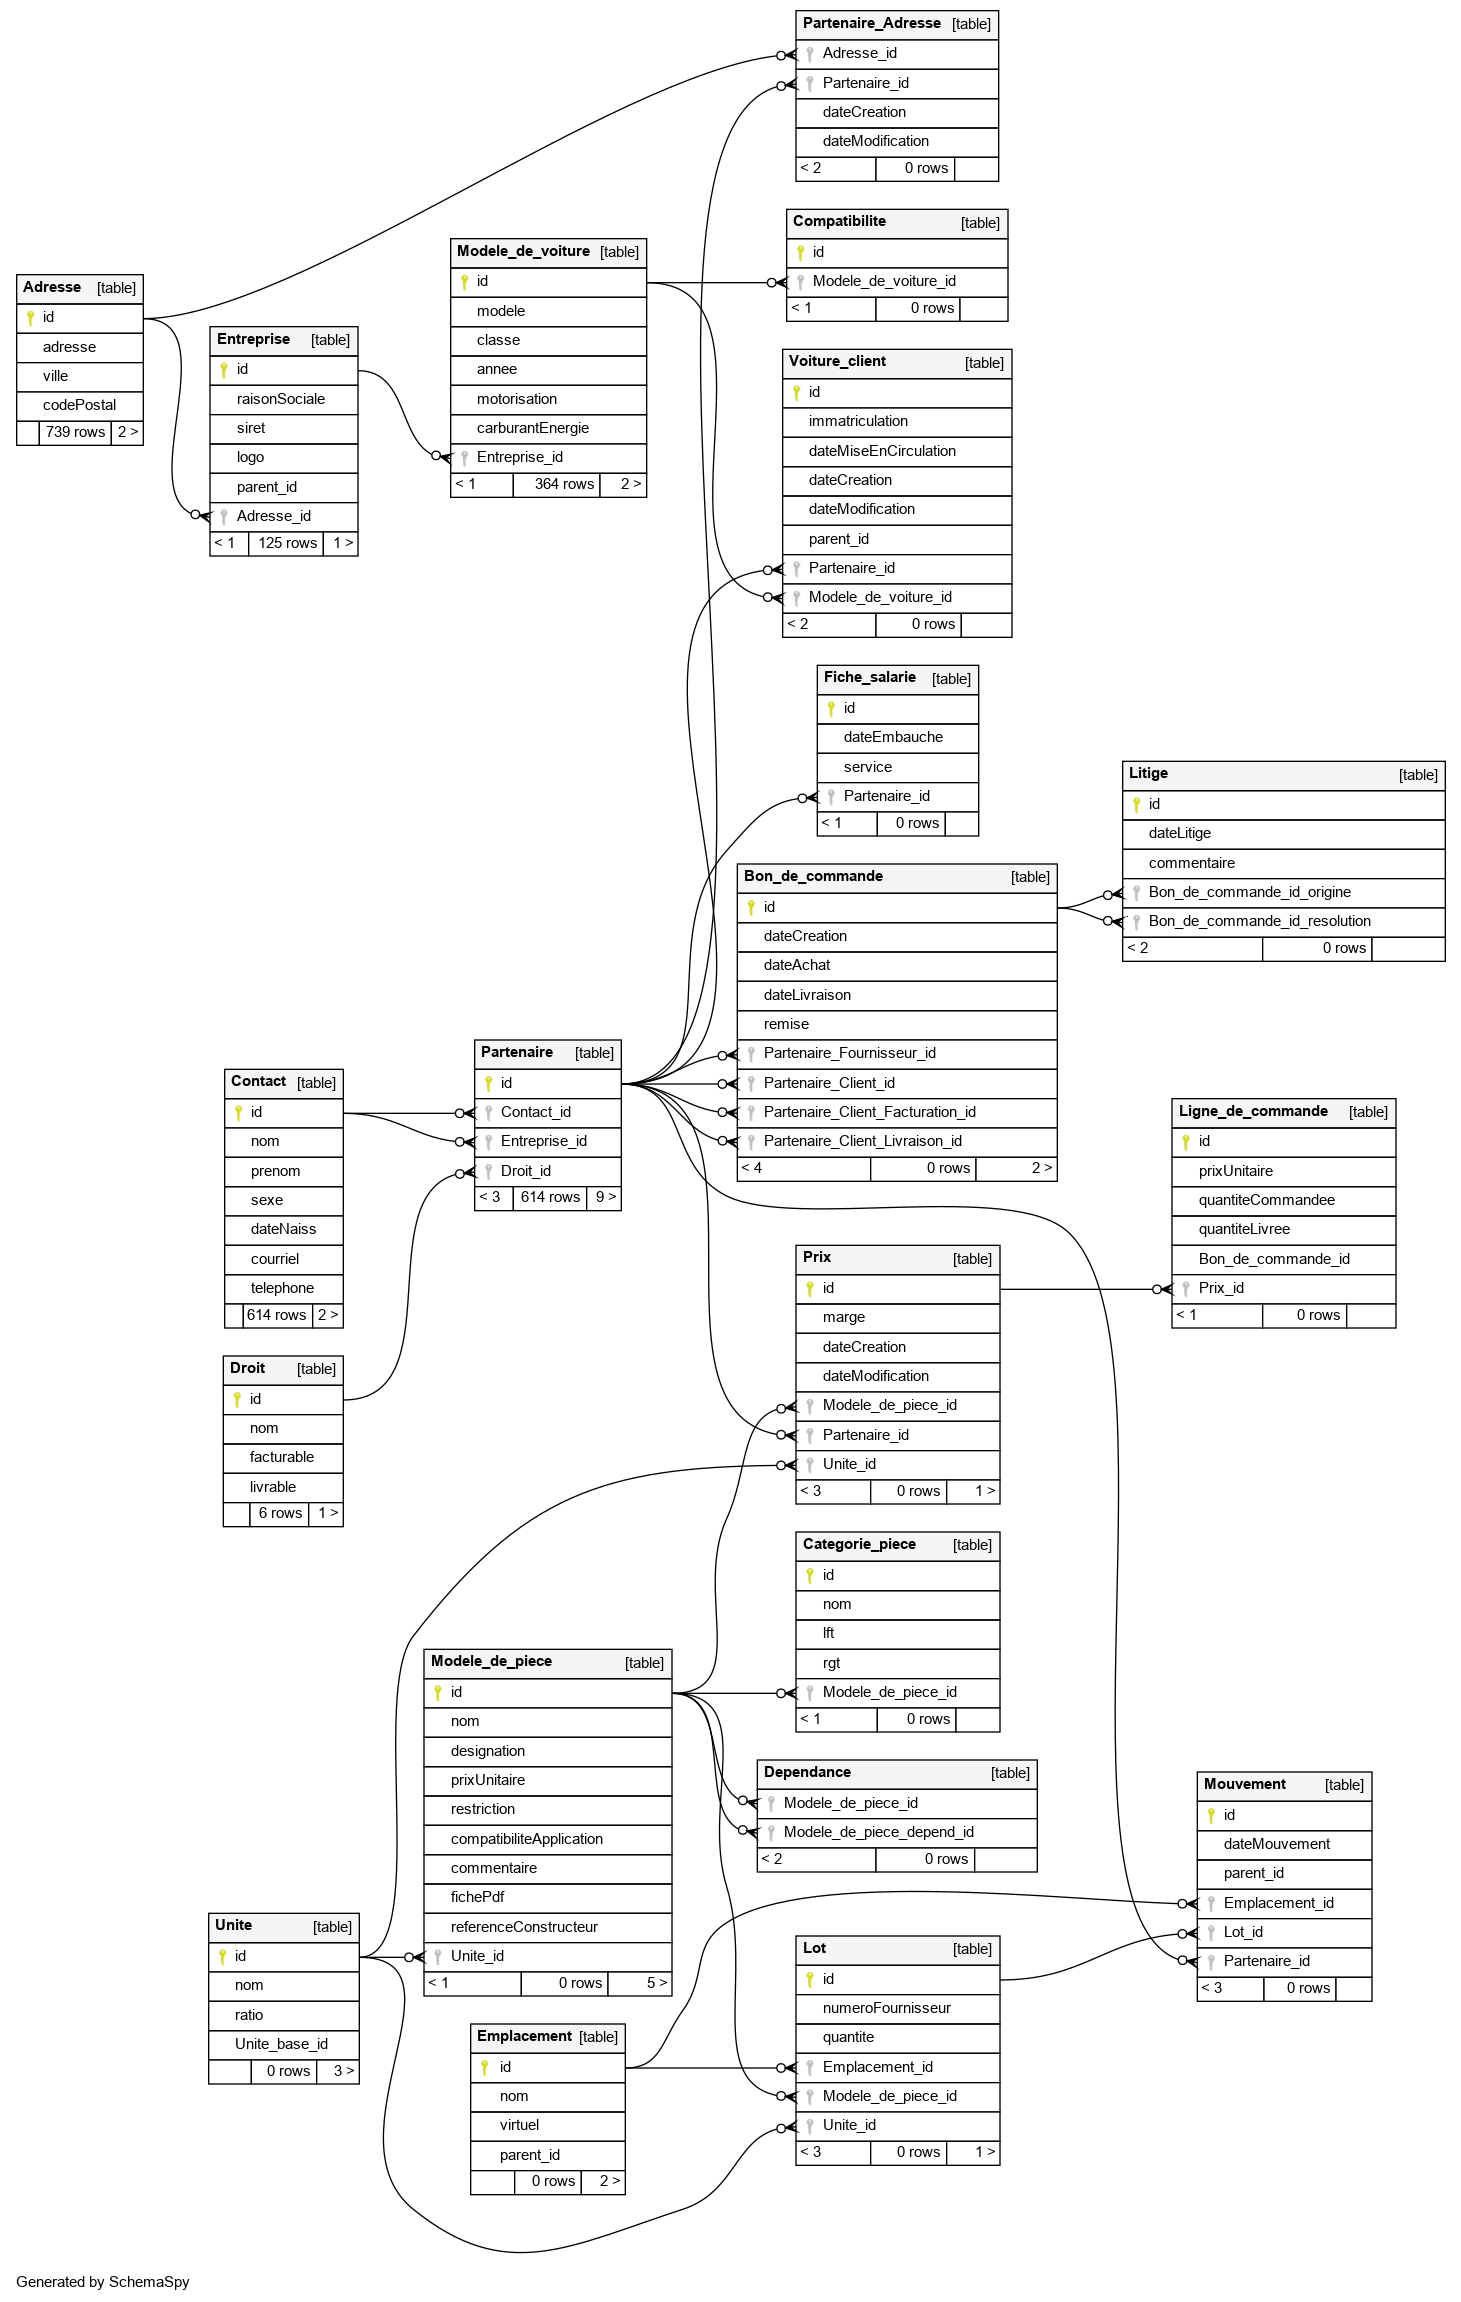 Partenaire_Adresse [table]
Adresse_id
Partenaire_id
dateCreation
dateModification
< 2 0 rows
Compatibilite [table]
id
Modele_de_voiture_id
< 1 0 rows
Modele_de_voiture [table]
id
modele
classe
annee
motorisation
carburantEnergie
Entreprise_id
< 1 364 rows 2 >
Adresse [table]
id
adresse
ville
codePostal
739 rows 2 >
Entreprise [table]
id
raisonSociale
siret
logo
parent_id
Adresse_id
< 1 125 rows 1 >
Voiture_client [table]
id
immatriculation
dateMiseEnCirculation
dateCreation
dateModification
parent_id
Partenaire_id
Modele_de_voiture_id
< 2 0 rows
Fiche_salarie [table]
id
dateEmbauche
service
Partenaire_id
< 1 0 rows
Litige [table]
id
dateLitige
commentaire
Bon_de_commande_id_origine
Bon_de_commande_id_resolution
< 2 0 rows
Bon_de_commande [table]
id
dateCreation
dateAchat
dateLivraison
remise
Partenaire_Fournisseur_id
Partenaire_Client_id
Partenaire_Client_Facturation_id
Partenaire_Client_Livraison_id
< 4 0 rows 2 >
Partenaire [table]
id
Contact_id
Entreprise_id
Droit_id
< 3 614 rows 9 >
Contact [table]
id
nom
prenom
sexe
dateNaiss
courriel
telephone
614 rows 2 >
Ligne_de_commande [table]
id
prixUnitaire
quantiteCommandee
quantiteLivree
Bon_de_commande_id
Prix_id
< 1 0 rows
Prix [table]
id
marge
dateCreation
dateModification
Modele_de_piece_id
Partenaire_id
Unite_id
< 3 0 rows 1 >
Droit [table]
id
nom
facturable
livrable
6 rows 1 >
Categorie_piece [table]
id
nom
lft
rgt
Modele_de_piece_id
< 1 0 rows
Modele_de_piece [table]
id
nom
designation
prixUnitaire
restriction
compatibiliteApplication
commentaire
fichePdf
referenceConstructeur
Unite_id
< 1 0 rows 5 >
Dependance [table]
Modele_de_piece_id
Modele_de_piece_depend_id
< 2 0 rows
Mouvement [table]
id
dateMouvement
parent_id
Emplacement_id
Lot_id
Partenaire_id
< 3 0 rows
Unite [table]
id
nom
ratio
Unite_base_id
0 rows 3 >
Lot [table]
id
numeroFournisseur
quantite
Emplacement_id
Modele_de_piece_id
Unite_id
< 3 0 rows 1 >
Emplacement [table]
id
nom
virtuel
parent_id
0 rows 2 >
Generated by SchemaSpy